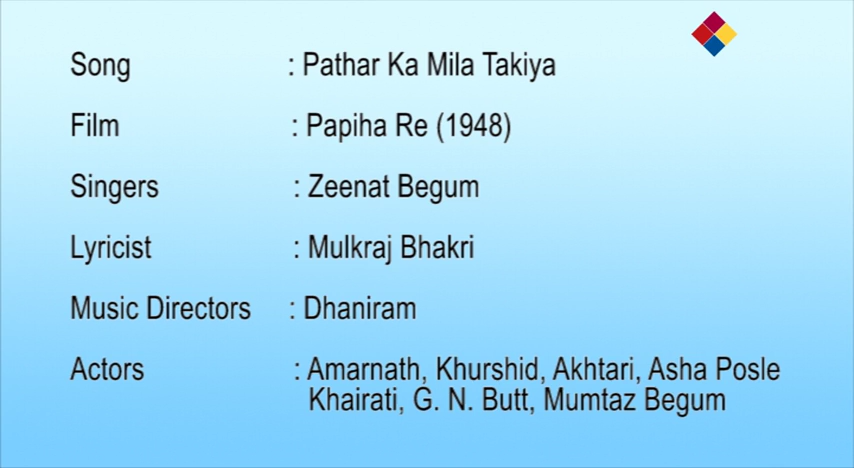 Song : Pathar Ka Mila Takiya
Film : Papiha Re (1948)
Singers : Zeenat Begum
Lyricist : Mulkraj Bhakri
Music Directors : Dhaniram
Actors : Amarnath, Khurshid, Akhtari, Asha Posle
Khairati, G. N. Butt, Mumtaz Begum